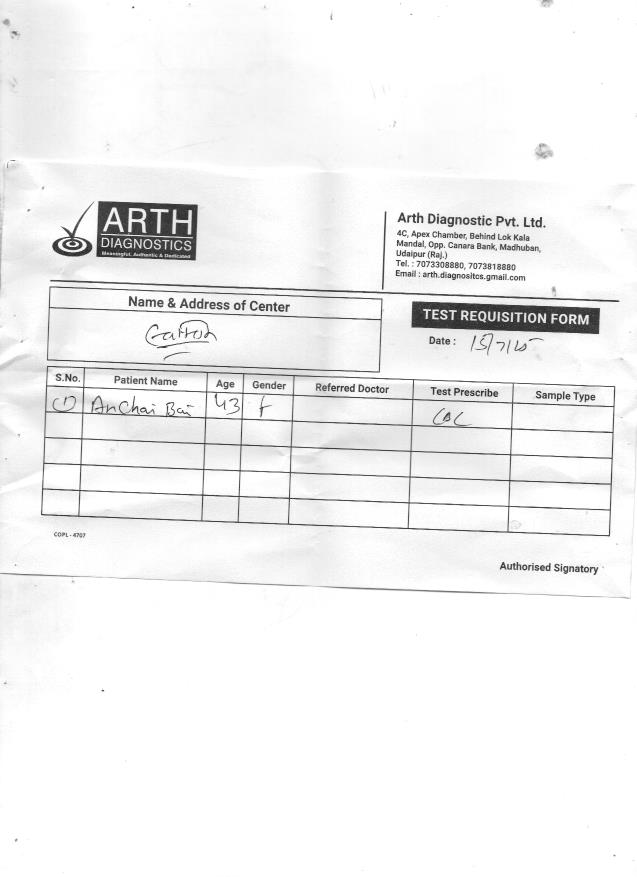 ARTH
DIAGNOSTICS
Meaningful, Authentic & Dedicated
Arth Diagnostic Pvt. Ltd.
4C, Apex Chamber, Behind Lok Kala
Mandal, Opp. Canara Bank, Madhuban,
Udaipur (Raj.)
Tel. : 7073308880, 7073818880
Email : arth.diagnositcs.gmail.com
Name & Address of Center
TEST REQUISITION FORM
Date : 15/7/25
S.No. Patient Name Age Gender Referred Doctor Test Prescribe Sample Type
(1) Anchai Bai 43 f CBC
COPL - 4707
Authorised Signatory